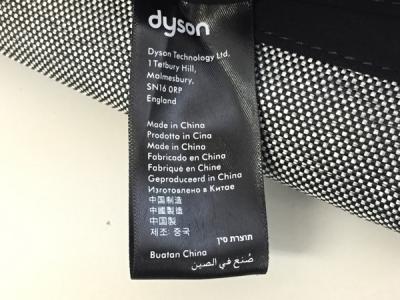 dyson
Dyson Technology Ltd.
1 Tetbury Hill,
Malmesbury,
SN16 0RP
England
Made in China
Prodotto in Cina
Made in China
Fabricado en China
Fabriqué en Chine
Geproduceerd in China
Изготовлено в Китае
中国制造
中國製造
中国製
제조: 중국
תוצרת סין
Buatan China
صُنع في الصين